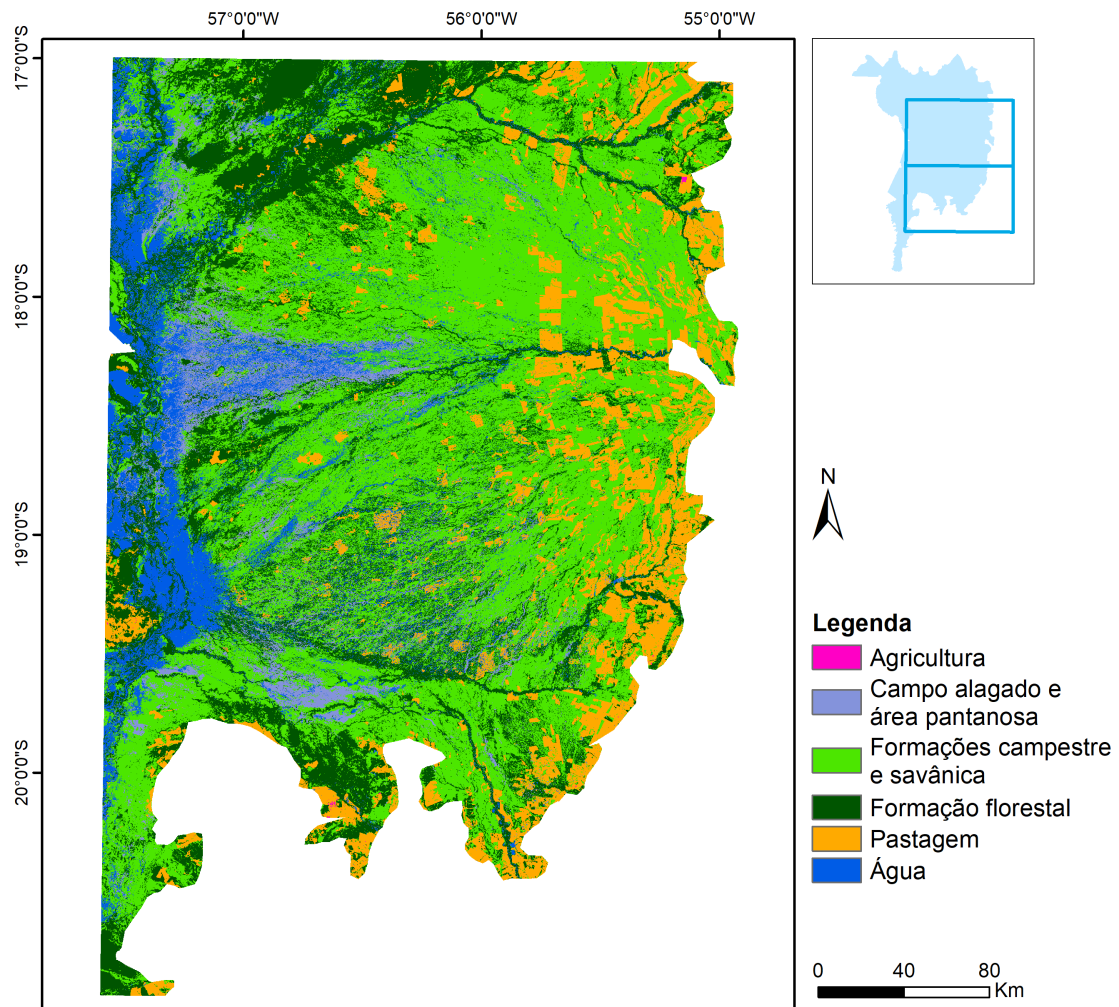 57°0'0"W
56°0'0"W
55°0'0"W
17°0'0"S
18°0'0"S
19°0'0"S
20°0'0"S
N
Legenda
Agricultura
Campo alagado e
área pantanosa
Formações campestre
e savânica
Formação florestal
Pastagem
Água
0 40 80
Km